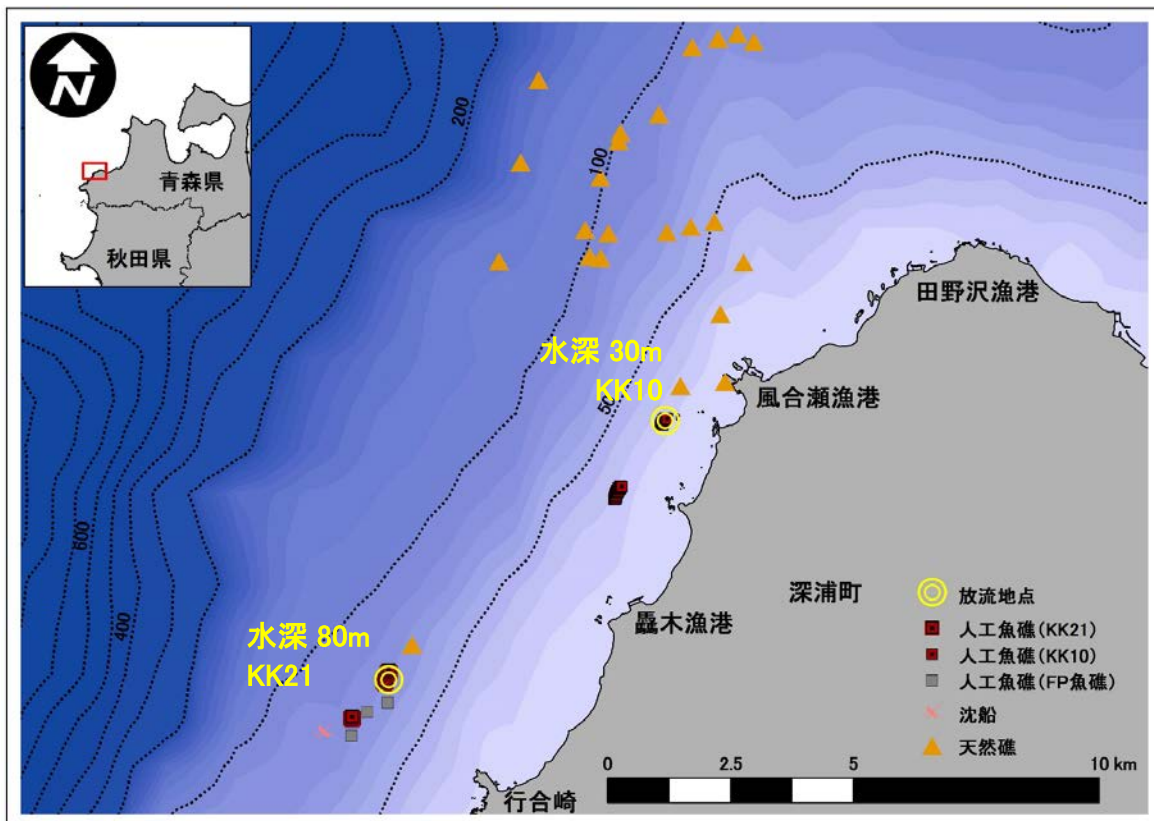 N
青森県
秋田県
200
100
田野沢漁港
水深 30m
KK10
50
風合瀬漁港
600
400
深浦町
驫木漁港
水深 80m
KK21
放流地点
人工魚礁(KK21)
人工魚礁(KK10)
人工魚礁(FP魚礁)
沈船
天然礁
0 2.5 5 10 km
行合崎